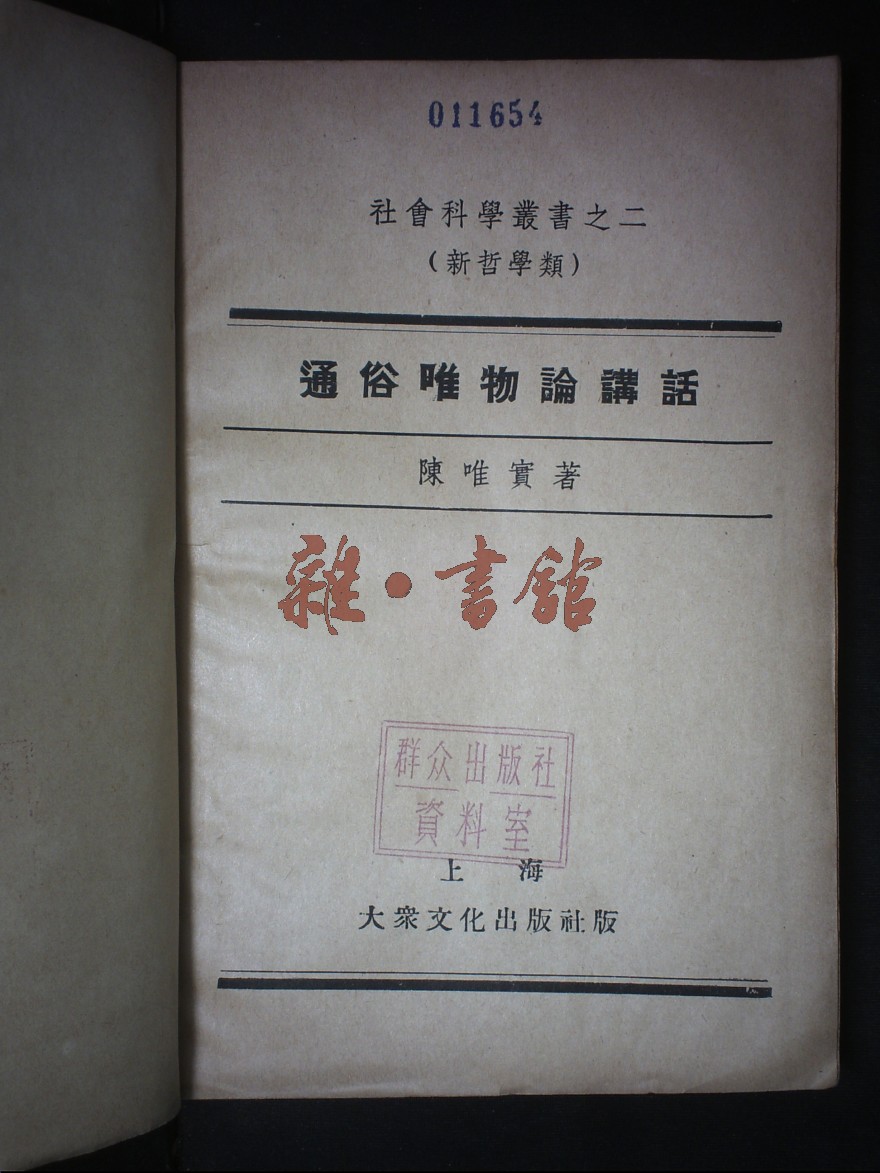 011654
社會科學叢書之二
(新哲學類)
通俗唯物論講話
陳唯實著
雜·書館
群众出版社
資料室
上海
大衆文化出版社版